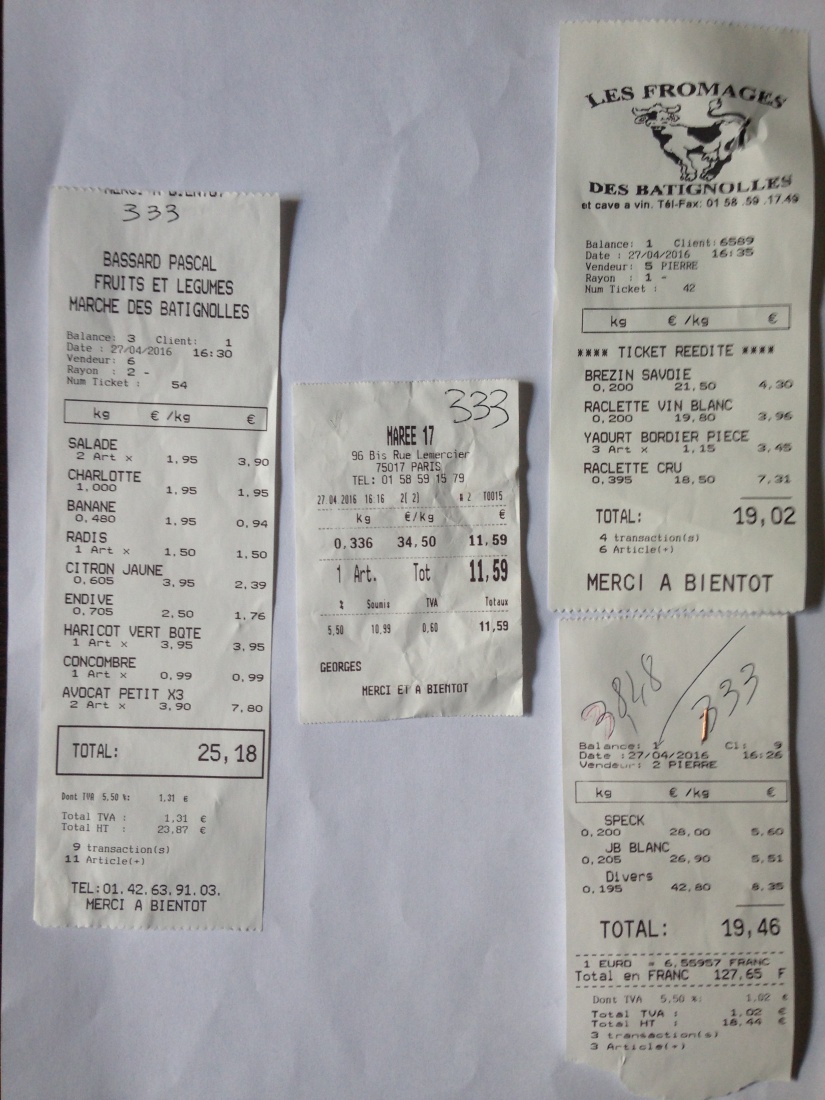 MERCI A BIENTOT
333
BASSARD PASCAL
FRUITS ET LEGUMES
MARCHE DES BATIGNOLLES
Balance: 3 Client: 1
Date : 27/04/2016 16:30
Vendeur: 6
Rayon : 2 -
Num Ticket : 54
kg €/kg €
SALADE
2 Art x 1,95 3,90
CHARLOTTE
1,000 1,95 1,95
BANANE
0,480 1,95 0,94
RADIS
1 Art x 1,50 1,50
CITRON JAUNE
0,605 3,95 2,39
ENDIVE
0,705 2,50 1,76
HARICOT VERT BOTE
1 Art x 3,95 3,95
CONCOMBRE
1 Art x 0,99 0,99
AVOCAT PETIT X3
2 Art x 3,90 7,80
TOTAL: 25,18
Dont TVA 5,50 %: 1,31 €
Total TVA : 1,31 €
Total HT : 23,87 €
9 transaction(s)
11 Article(+)
TEL:01.42.63.91.03.
MERCI A BIENTOT
333
MAREE 17
96 Bis Rue Lemercier
75017 PARIS
TEL: 01 58 59 15 79
27.04 2016 16.16 2( 2) # 2 T0015
kg €/kg €
0,336 34,50 11,59
1 Art. Tot 11,59
% Soumis TVA Totaux
5,50 10,99 0,60 11,59
GEORGES
MERCI ET A BIENTOT
LES FROMAGES
DES BATIGNOLLES
et cave a vin. Tél-Fax: 01 58 .59 .17.49
Balance: 1 Client: 6589
Date : 27/04/2016 16:35
Vendeur: 5 PIERRE
Rayon : 1 -
Num Ticket : 42
kg €/kg €
**** TICKET REEDITE ****
BREZIN SAVOIE
0,200 21,50 4,30
RACLETTE VIN BLANC
0,200 19,80 3,96
YAOURT BORDIER PIECE
3 Art x 1,15 3,45
RACLETTE CRU
0,395 18,50 7,31
TOTAL: 19,02
4 transaction(s)
6 Article(+)
MERCI A BIENTOT
3848 / 333
Balance: 1 Cl: 9
Date :27/04/2016 16:26
Vendeur: 2 PIERRE
kg €/kg €
SPECK
0,200 28,00 5,60
JB BLANC
0,205 26,90 5,51
Divers
0,195 42,80 8,35
TOTAL: 19,46
1 EURO = 6,55957 FRANC
Total en FRANC 127,65 F
Dont TVA 5,50 %: 1,02 €
Total TVA : 1,02 €
Total HT : 18,44 €
3 transaction(s)
3 Article(+)